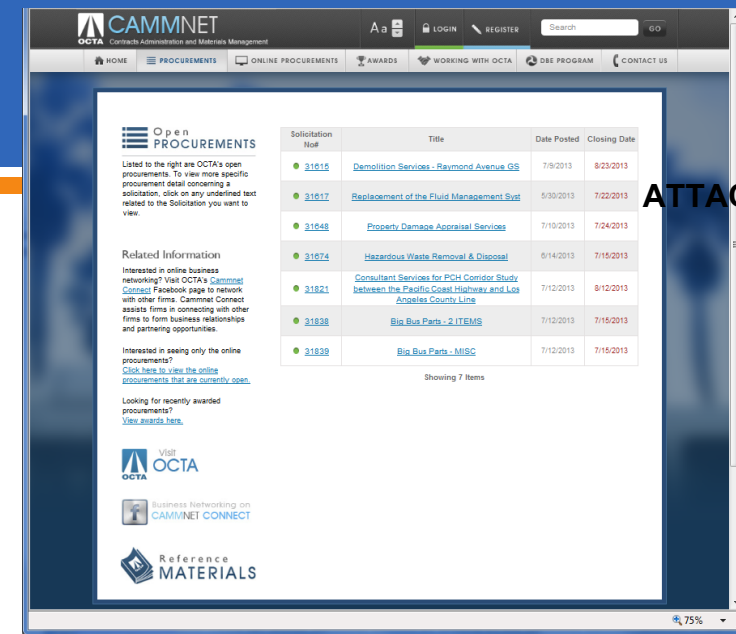 CAMMNET
OCTA Contracts Administration and Materials Management
Aa LOGIN REGISTER Search GO
HOME PROCUREMENTS ONLINE PROCUREMENTS AWARDS WORKING WITH OCTA DBE PROGRAM CONTACT US
Open
PROCUREMENTS
Listed to the right are OCTA's open
procurements. To view more specific
procurement detail concerning a
solicitation, click on any underlined text
related to the Solicitation you want to
view.
Related Information
Interested in online business
networking? Visit OCTA's Cammnet
Connect Facebook page to network
with other firms. Cammnet Connect
assists firms in connecting with other
firms to form business relationships
and partnering opportunities.
Interested in seeing only the online
procurements?
Click here to view the online
procurements that are currently open.
Looking for recently awarded
procurements?
View awards here.
Visit
OCTA
OCTA
Business Networking on
CAMMNET CONNECT
Reference
MATERIALS
Solicitation No# Title Date Posted Closing Date
31615 Demolition Services - Raymond Avenue GS 7/9/2013 8/23/2013
31617 Replacement of the Fluid Management Syst 5/30/2013 7/22/2013
31648 Property Damage Appraisal Services 7/10/2013 7/24/2013
31674 Hazardous Waste Removal & Disposal 6/14/2013 7/15/2013
31821 Consultant Services for PCH Corridor Study between the Pacific Coast Highway and Los Angeles County Line 7/12/2013 8/12/2013
31838 Big Bus Parts - 2 ITEMS 7/12/2013 7/15/2013
31839 Big Bus Parts - MISC 7/12/2013 7/15/2013
Showing 7 Items
ATTAC
75%